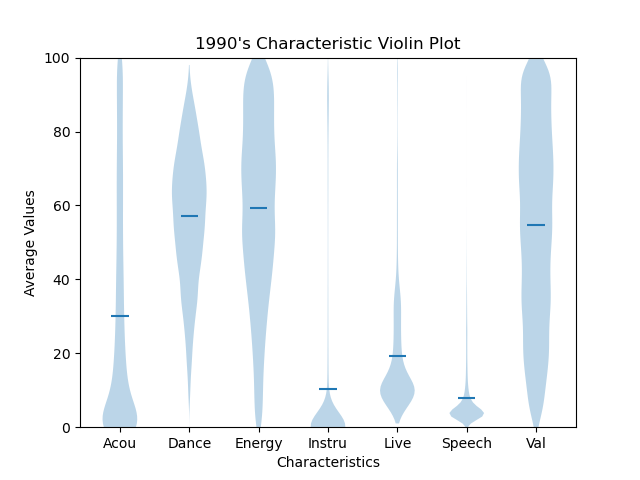 1990's Characteristic Violin Plot
100
80
60
40
20
0
Average Values
Acou Dance Energy Instru Live Speech Val
Characteristics